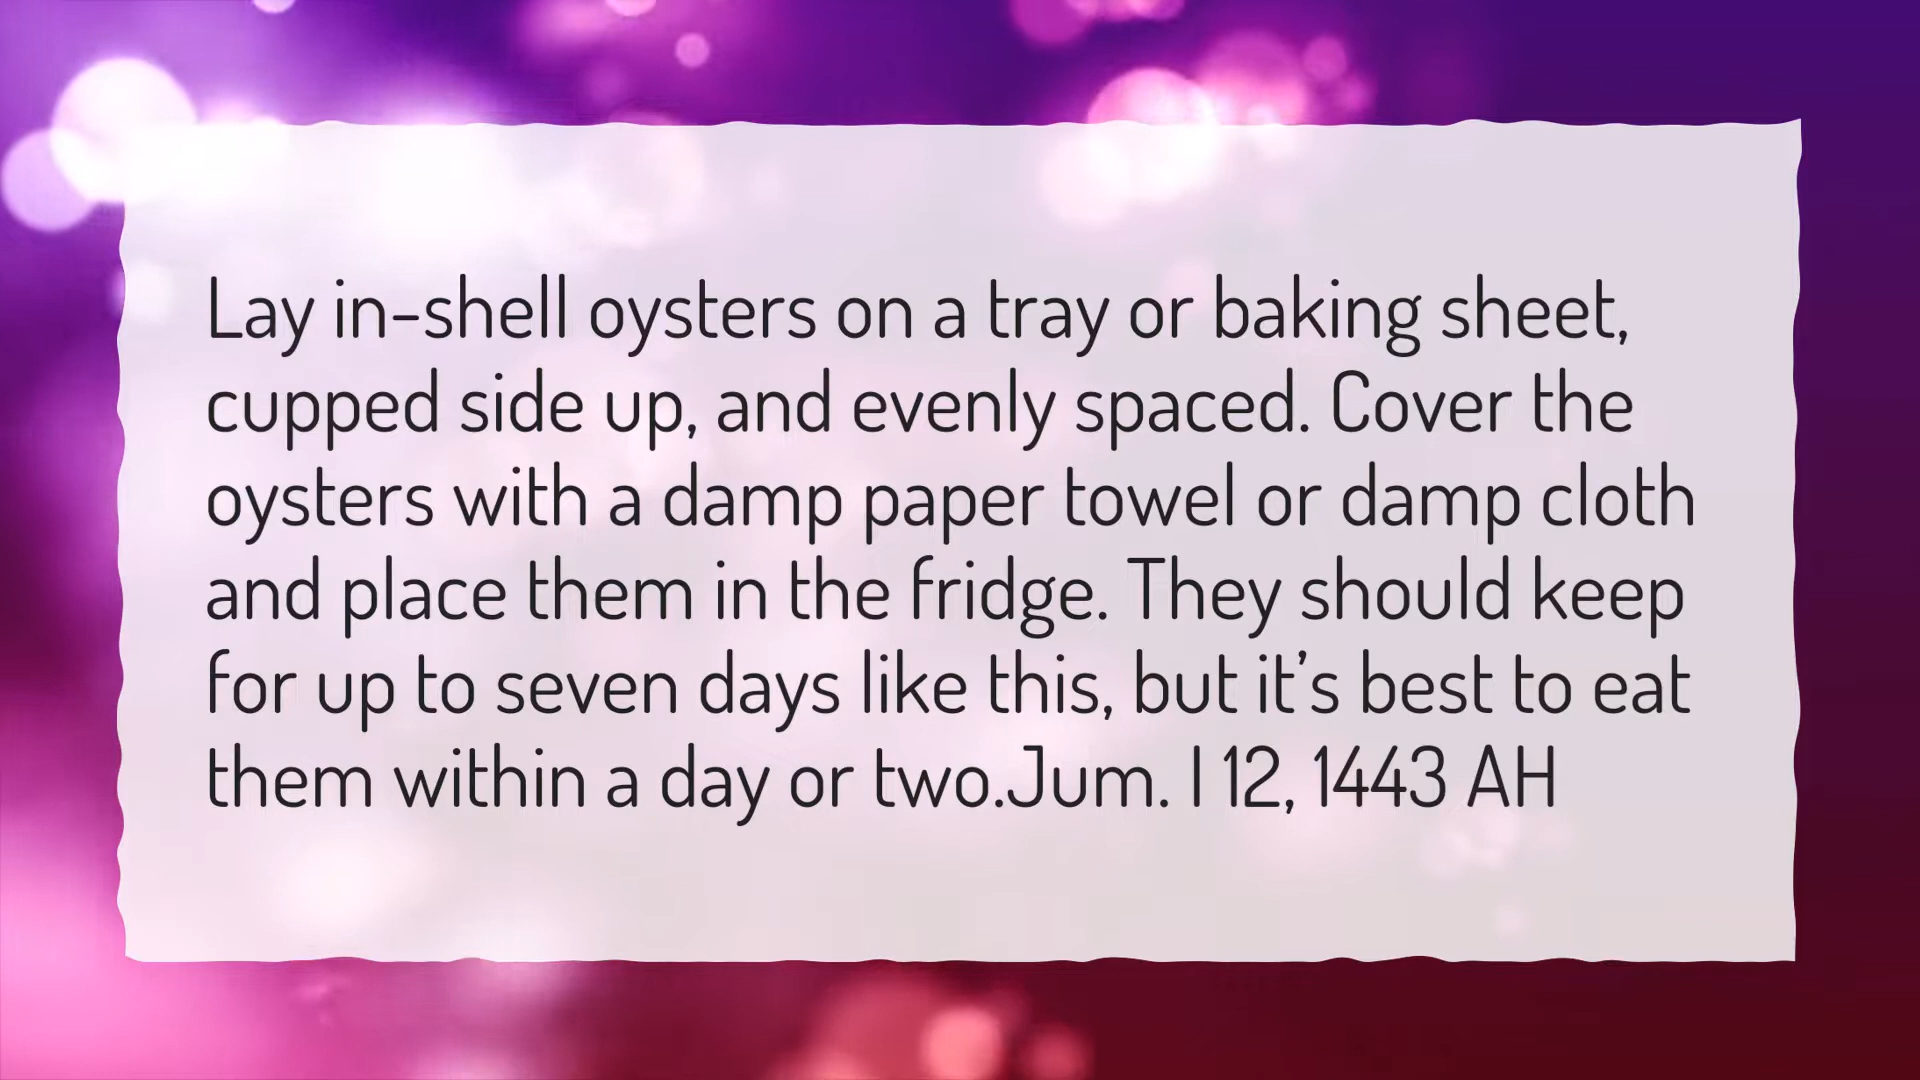 Lay in-shell oysters on a tray or baking sheet,
cupped side up, and evenly spaced. Cover the
oysters with a damp paper towel or damp cloth
and place them in the fridge. They should keep
for up to seven days like this, but it’s best to eat
them within a day or two.Jum. I 12, 1443 AH